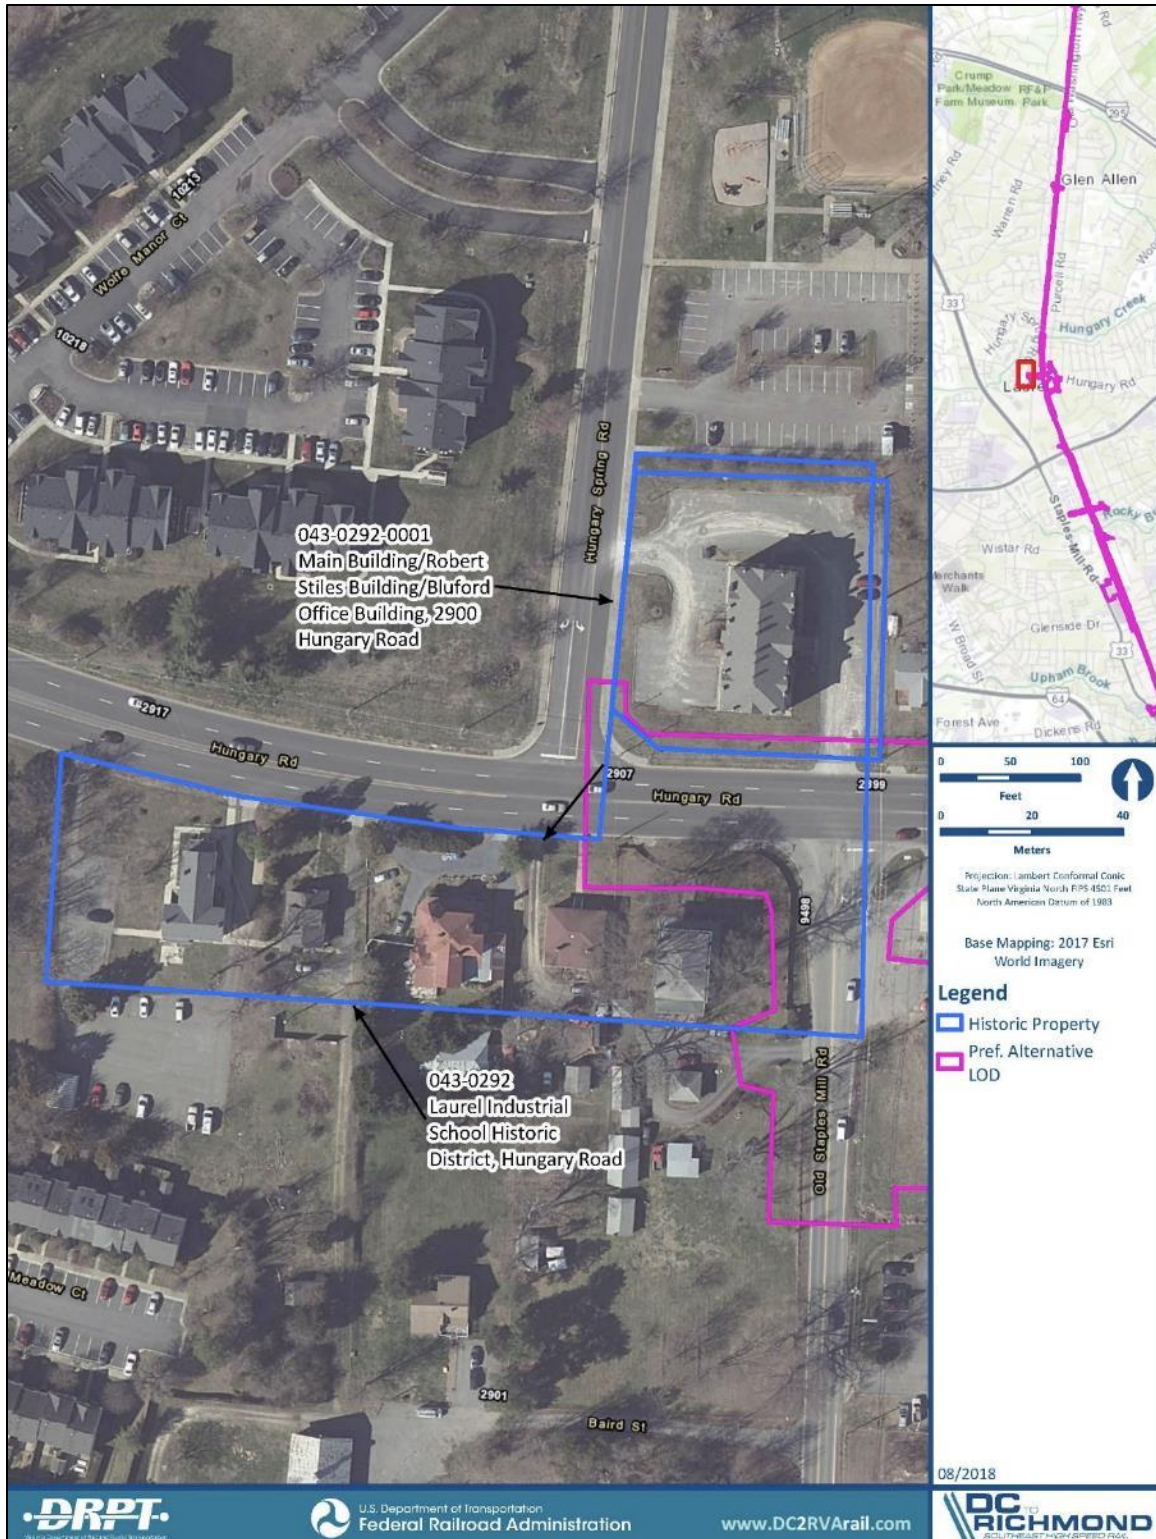 10213
Wolfe Manor Ct
10218
Hungary Spring Rd
043-0292-0001
Main Building/Robert
Stiles Building/Bluford
Office Building, 2900
Hungary Road
2917
Hungary Rd
2907
Hungary Rd
2899
9498
Old Staples Mill Rd
043-0292
Laurel Industrial
School Historic
District, Hungary Road
Meadow Ct
2901
Baird St
Crump
Park/Meadow
Farm Museum
RF&P
Park
295
Old Washington Hwy
Glen Allen
Warren Rd
Purcell Rd
33
Hungary Creek
Hungary Rd
Staples Mill Rd
Wistar Rd
Merchants
Walk
W Broad St
Glenside Dr
33
Upham Brook
64
Forest Ave
Dickens Rd
0 50 100
Feet
0 20 40
Meters
Projection: Lambert Conformal Conic
State Plane Virginia North FIPS 4501 Feet
North American Datum of 1983
Base Mapping: 2017 Esri
World Imagery
Legend
Historic Property
Pref. Alternative
LOD
08/2018
DRPT
U.S. Department of Transportation
Federal Railroad Administration
www.DC2RVArail.com
DC
TO
RICHMOND
SOUTHEAST HIGH SPEED RAIL